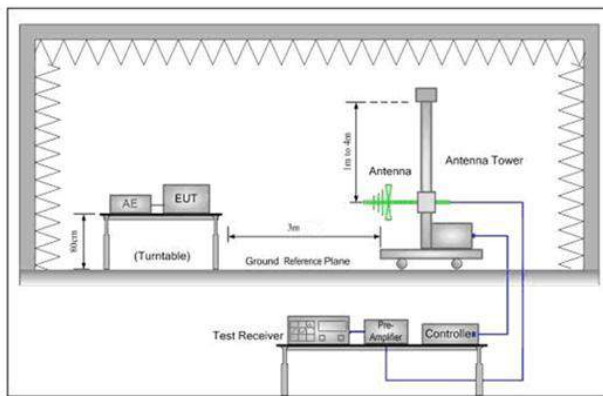 1m to 4m
Antenna
Antenna Tower
AE
EUT
80cm
(Turntable)
3m
Ground Reference Plane
Test Receiver
Pre-
Amplifier
Controller